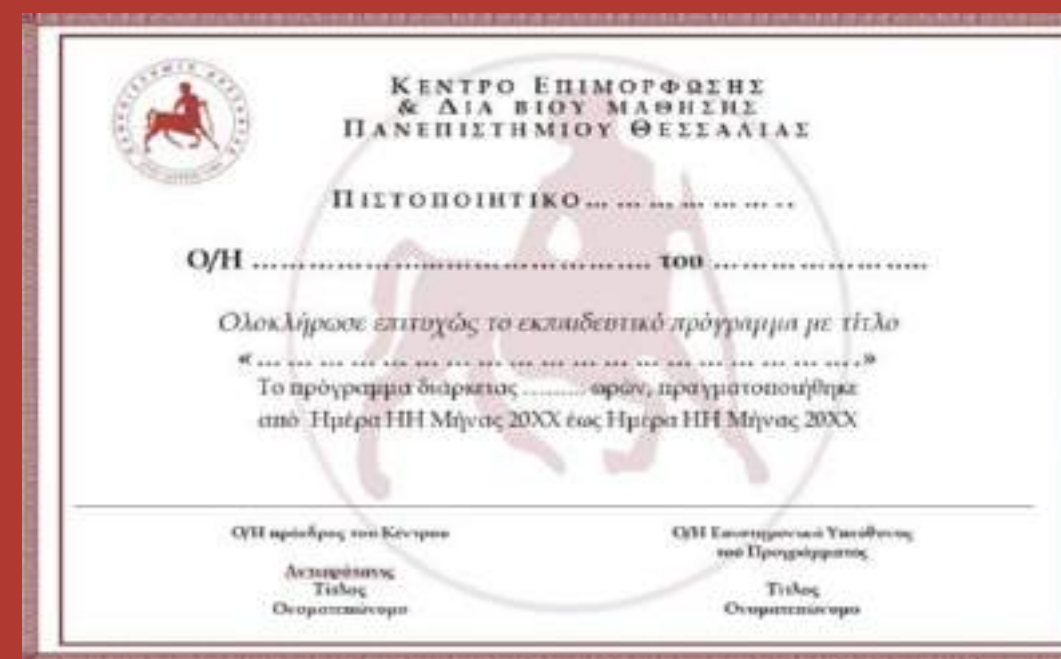 ΚΕΝΤΡΟ ΕΠΙΜΟΡΦΩΣΗΣ
& ΔΙΑ ΒΙΟΥ ΜΑΘΗΣΗΣ
ΠΑΝΕΠΙΣΤΗΜΙΟΥ ΘΕΣΣΑΛΙΑΣ
ΠΙΣΤΟΠΟΙΗΤΙΚΟ … … … … … … ..
Ο/Η ………………...………………… του ………………….
Ολοκλήρωσε επιτυχώς το εκπαιδευτικό πρόγραμμα με τίτλο
«… … … … … … … … … … … … … … … … … … ….»
Το πρόγραμμα διάρκειας ……… ωρών, πραγματοποιήθηκε
από Ημέρα ΗΗ Μήνας 20ΧΧ έως Ημέρα ΗΗ Μήνας 20ΧΧ
Ο/Η πρόεδρος του Κέντρου
Αντιπρύτανης
Τίτλος
Ονοματεπώνυμο
Ο/Η Επιστημονικά Υπεύθυνος
του Προγράμματος
Τίτλος
Ονοματεπώνυμο